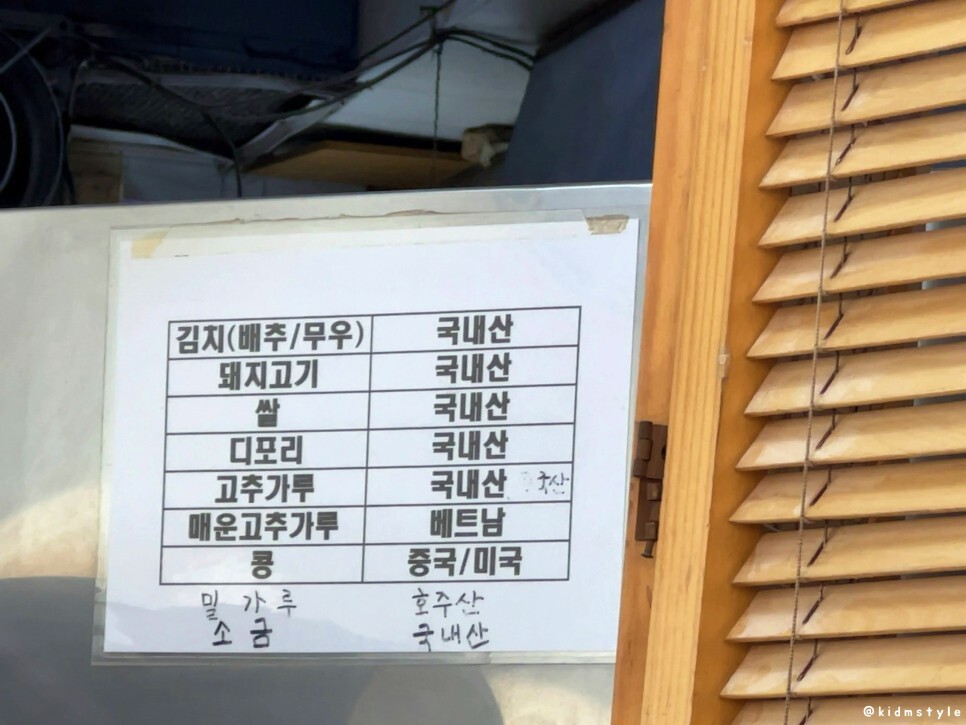 김치(배추/무우) 국내산
돼지고기 국내산
쌀 국내산
디포리 국내산
고추가루 국내산
매운고추가루 베트남
콩 중국/미국
밀가루 호주산
소금 국내산
@kidmstyle